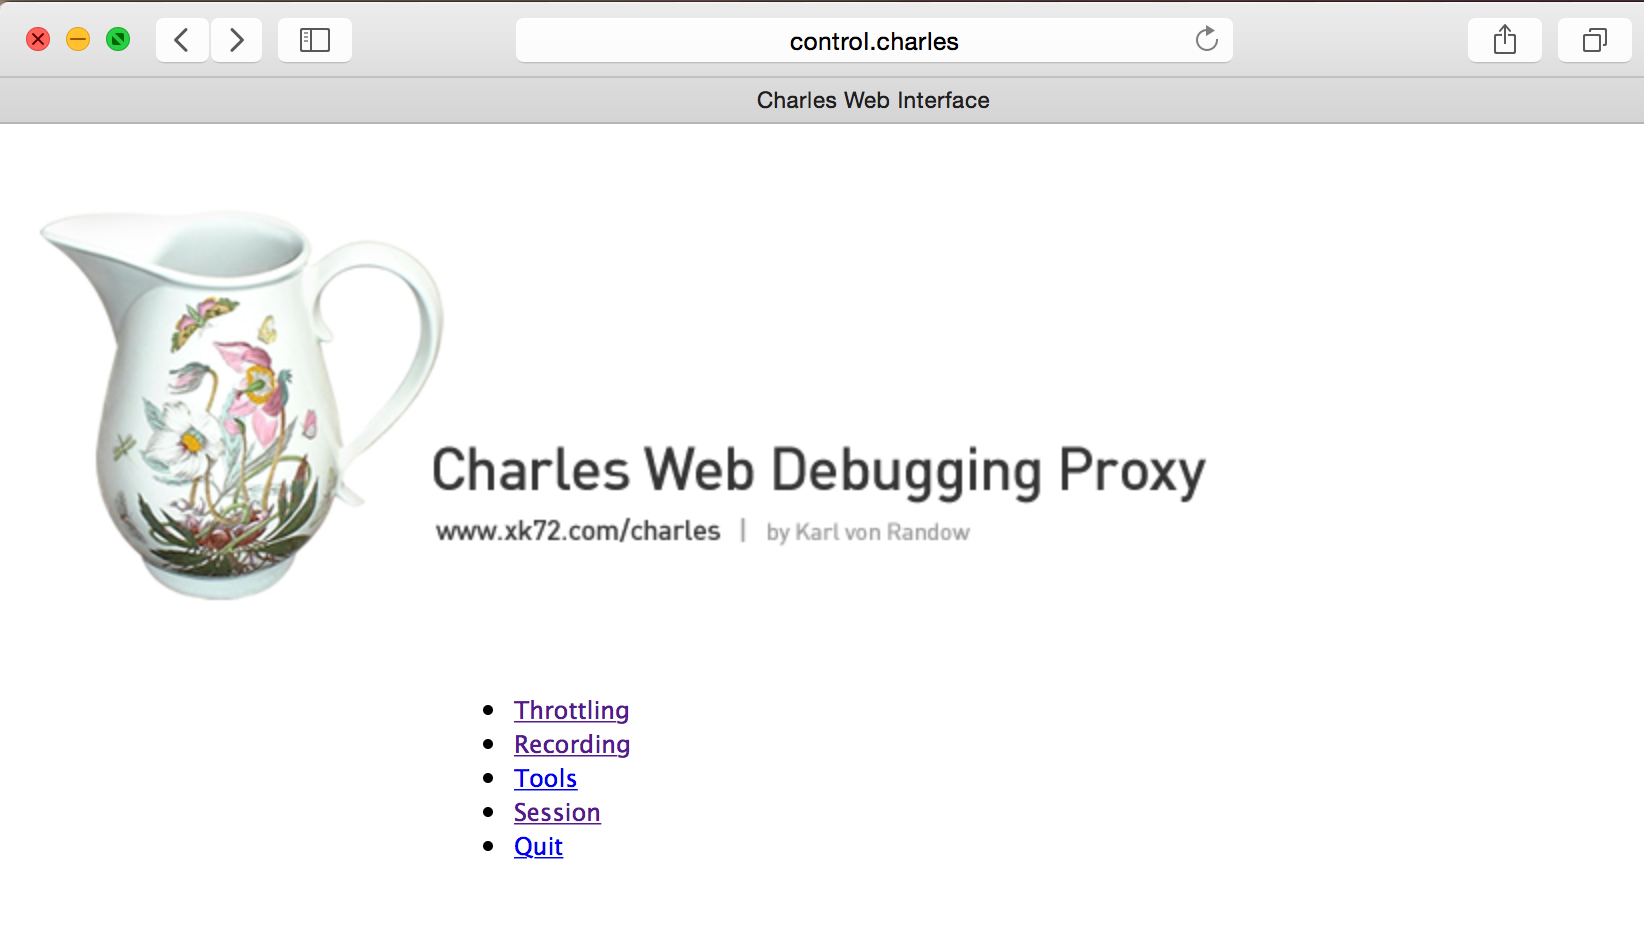 control.charles
Charles Web Interface
Charles Web Debugging Proxy
www.xk72.com/charles | by Karl von Randow
Throttling
Recording
Tools
Session
Quit